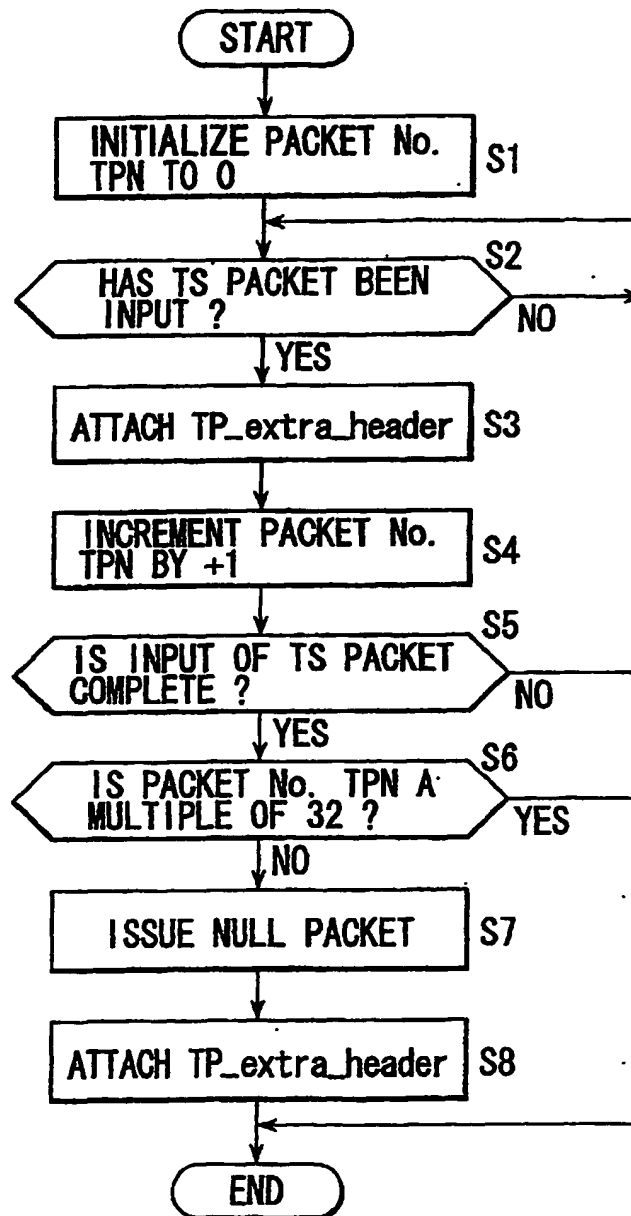 START
INITIALIZE PACKET No.
TPN TO 0
S1
S2
HAS TS PACKET BEEN
INPUT ?
NO
YES
ATTACH TP_extra_header
S3
INCREMENT PACKET No.
TPN BY +1
S4
S5
IS INPUT OF TS PACKET
COMPLETE ?
NO
YES
S6
IS PACKET No. TPN A
MULTIPLE OF 32 ?
YES
NO
ISSUE NULL PACKET
S7
ATTACH TP_extra_header
S8
END